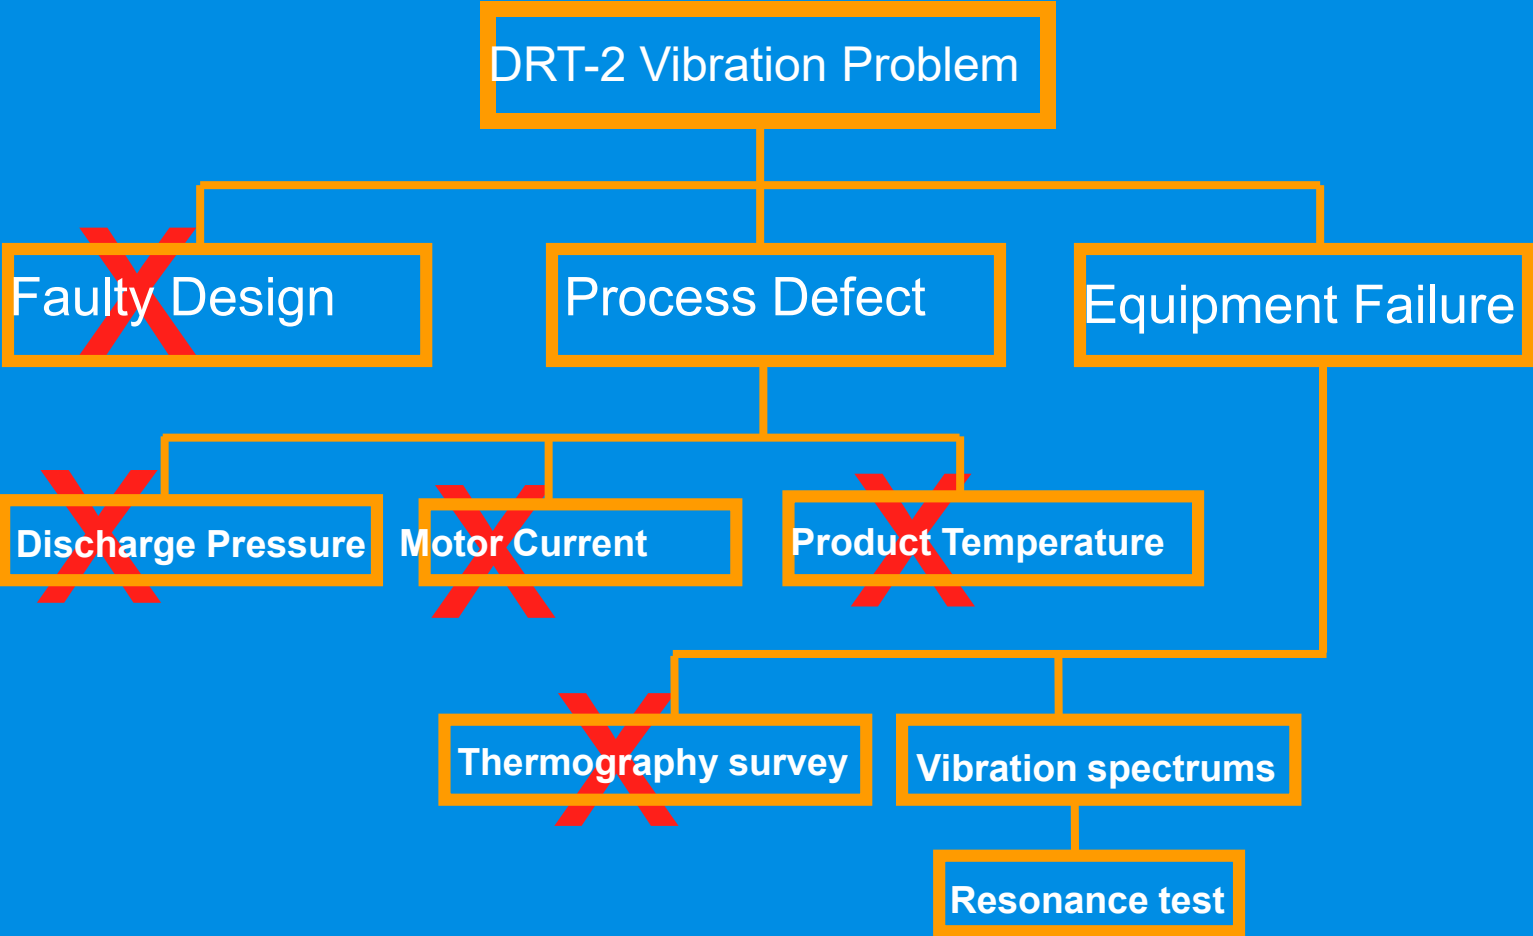 DRT-2 Vibration Problem
X
Faulty Design
Process Defect
Equipment Failure
X
Discharge Pressure
X
Motor Current
X
Product Temperature
X
Thermography survey
Vibration spectrums
Resonance test